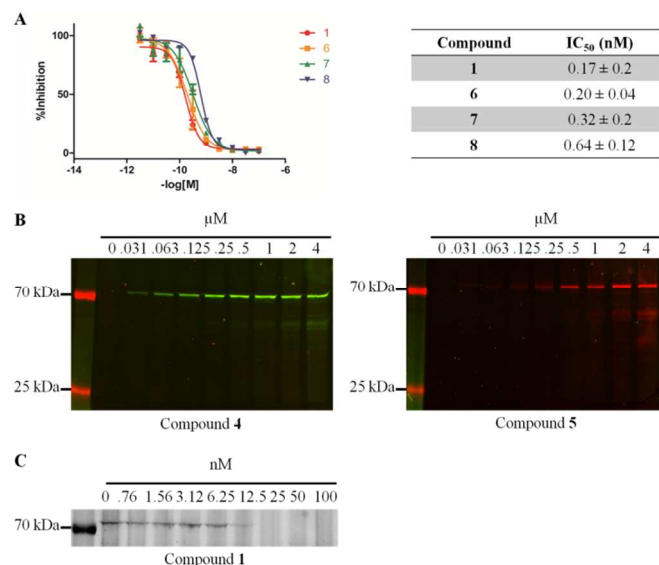 A
100
50
0
%Inhibition
-14 -12 -10 -8 -6
-log[M]
1
6
7
8
Compound IC50 (nM)
1 0.17 ± 0.2
6 0.20 ± 0.04
7 0.32 ± 0.2
8 0.64 ± 0.12
B
µM
0 .031 .063 .125 .25 .5 1 2 4
70 kDa
25 kDa
Compound 4
µM
0 .031 .063 .125 .25 .5 1 2 4
70 kDa
25 kDa
Compound 5
C
nM
0 .76 1.56 3.12 6.25 12.5 25 50 100
70 kDa
Compound 1